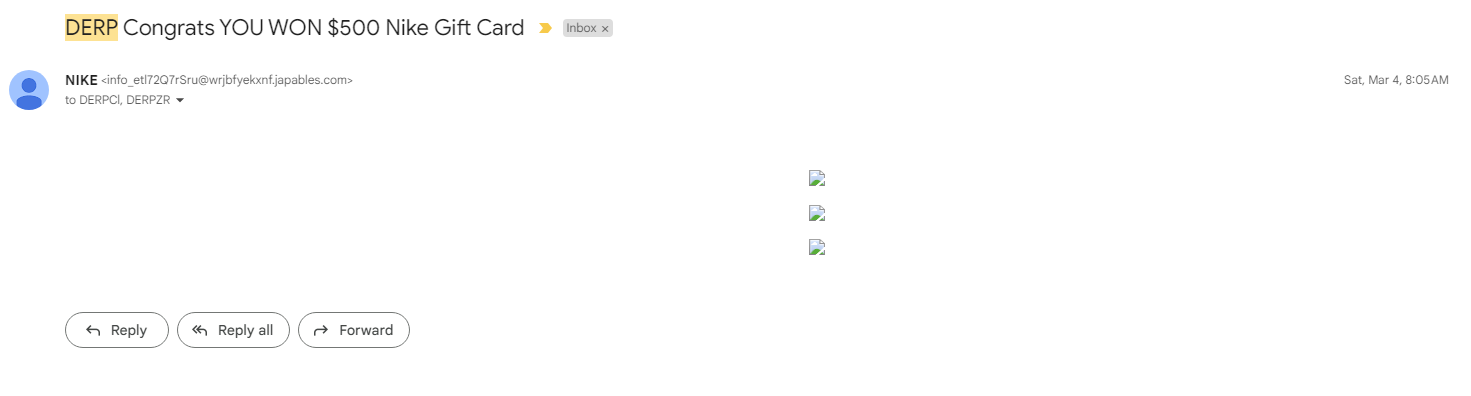 DERP Congrats YOU WON $500 Nike Gift Card Inbox ×
NIKE <info_etl72Q7rSru@wrjbfyekxnf.japables.com> Sat, Mar 4, 8:05 AM
to DERPCl, DERPZR
Reply Reply all Forward